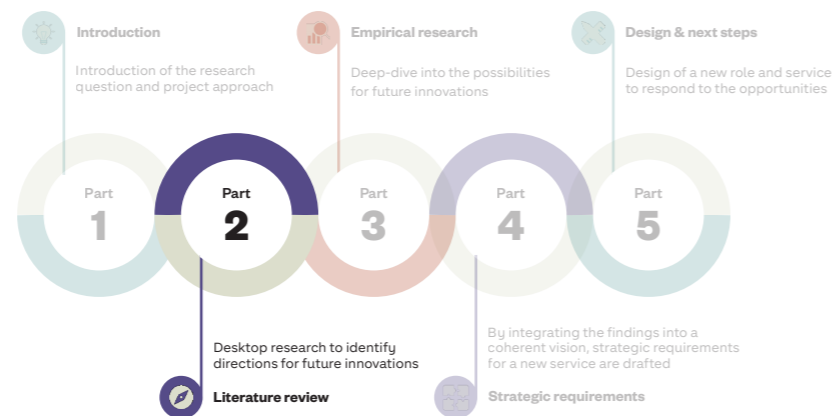 Introduction
Introduction of the research
question and project approach
Empirical research
Deep-dive into the possibilities
for future innovations
Design & next steps
Design of a new role and service
to respond to the opportunities
Part
1
Part
2
Part
3
Part
4
Part
5
Desktop research to identify
directions for future innovations
Literature review
By integrating the findings into a
coherent vision, strategic requirements
for a new service are drafted
Strategic requirements